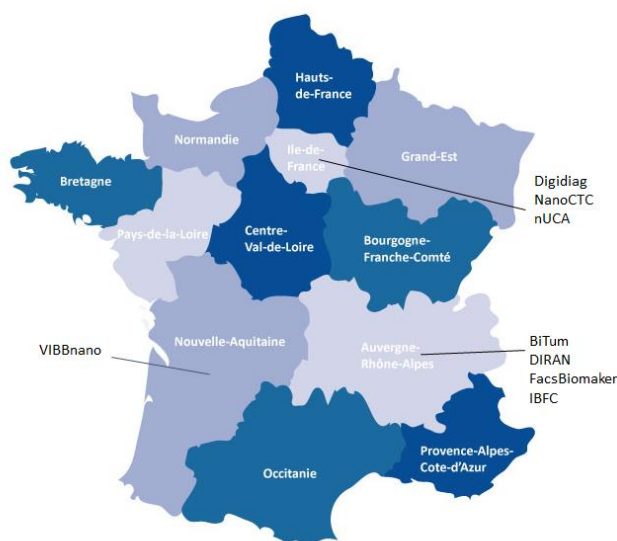 Hauts-
de-France
Normandie
Ile-de-
France
Grand-Est
Digidiag
NanoCTC
nUCA
Bretagne
Pays-de-la-Loire
Centre-
Val-de-Loire
Bourgogne-
Franche-Comté
VIBBnano
Nouvelle-Aquitaine
Auvergne-
Rhône-Alpes
BiTum
DIRAN
FacsBiomaker
IBFC
Provence-Alpes-
Cote-d'Azur
Occitanie